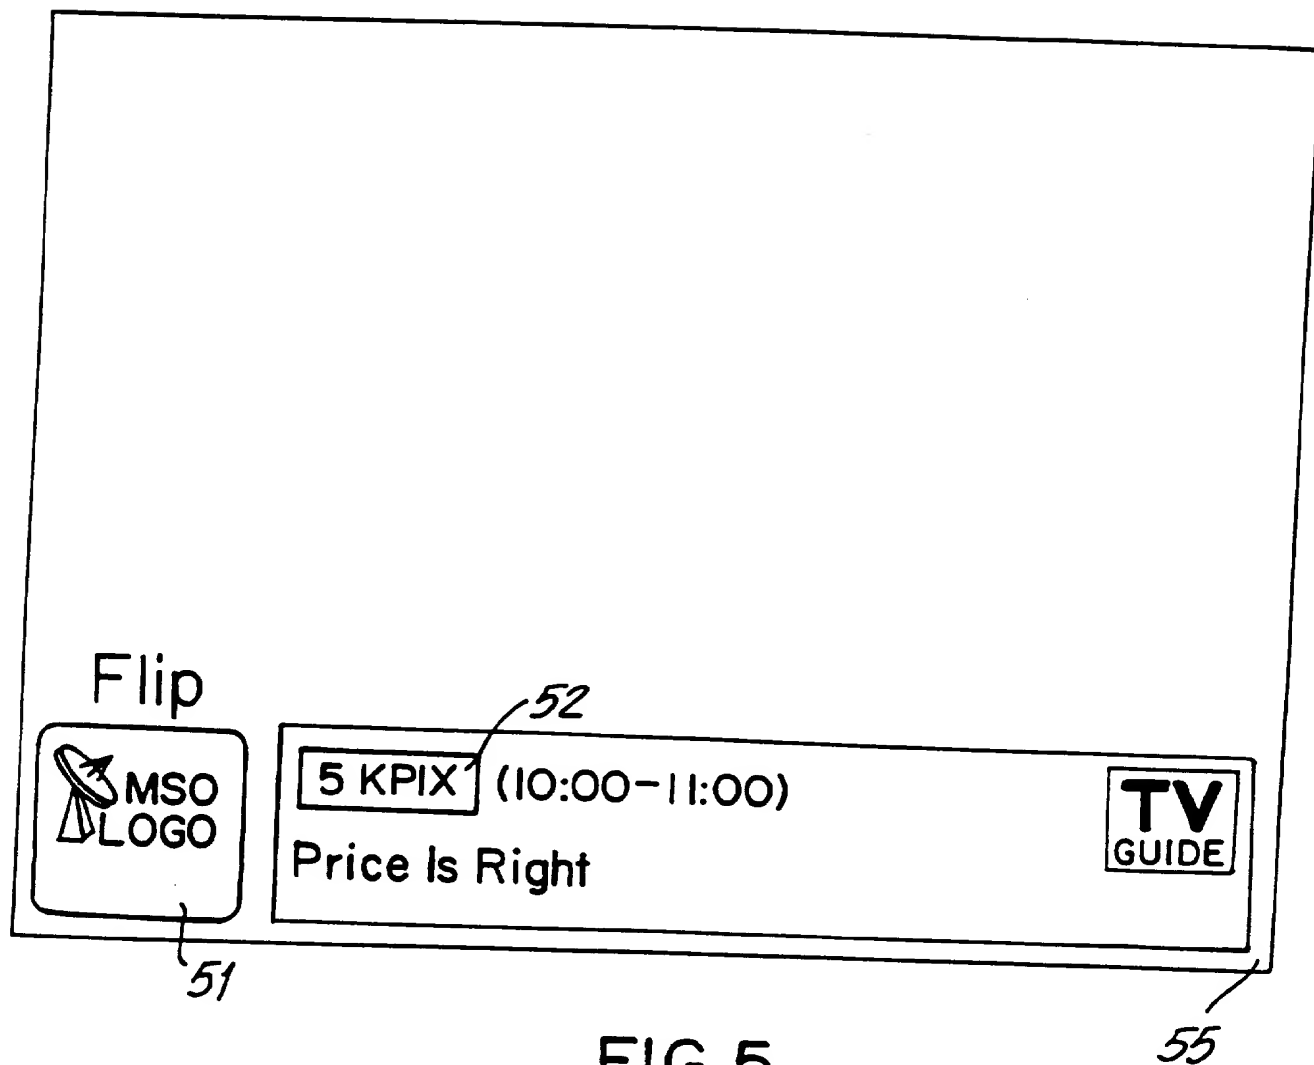 Flip
52
5 KPIX (10:00-11:00)
TV
GUIDE
MSO
LOGO
Price Is Right
51
55
FIG.5